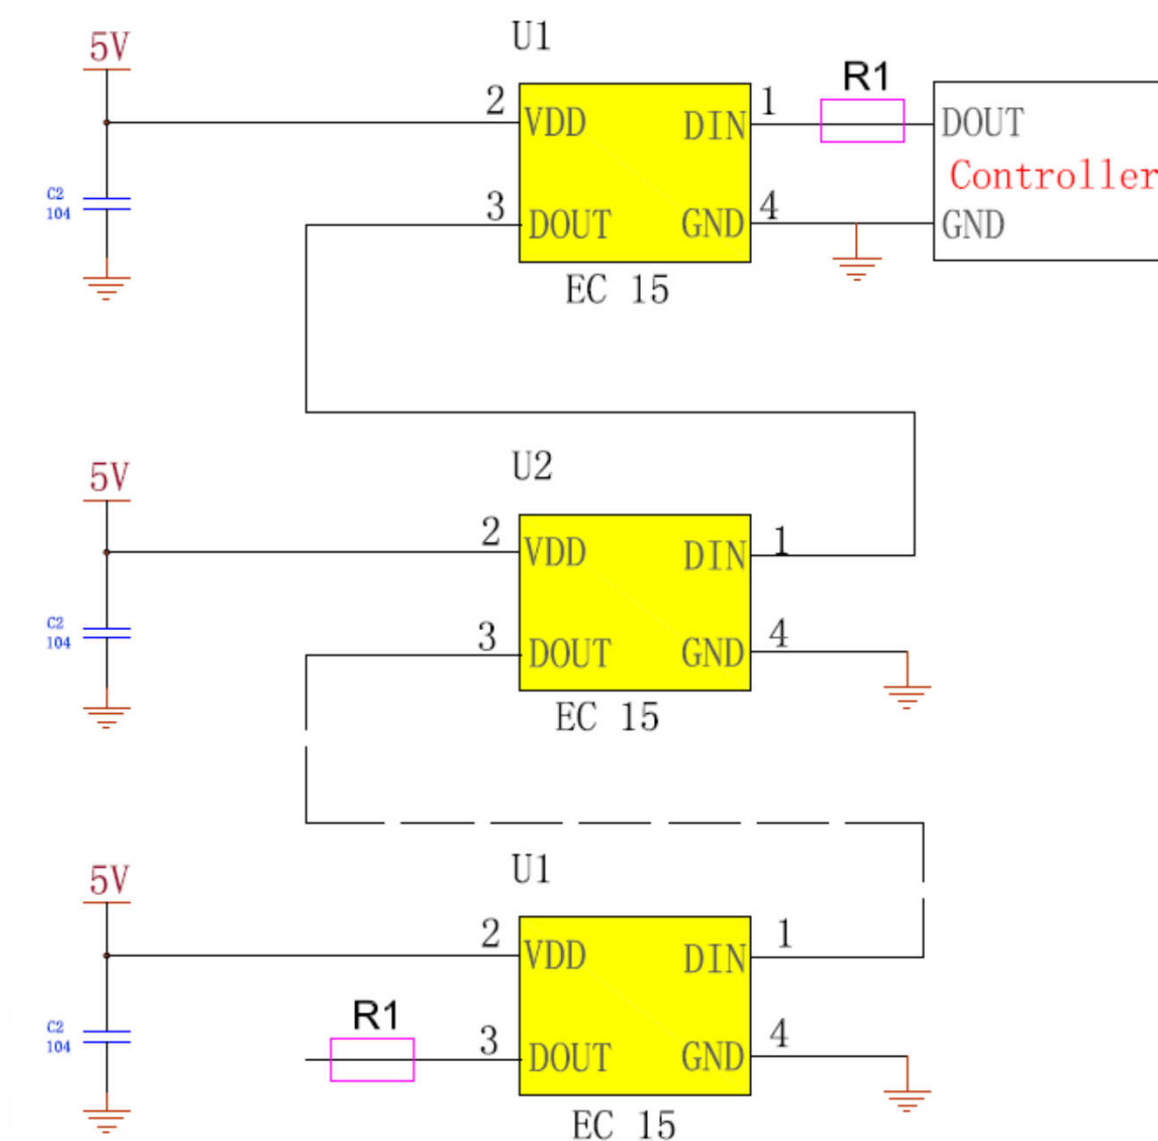 5V
U1
2
VDD
DIN
1
R1
DOUT
Controller
GND
C2
104
3
DOUT
GND
4
EC 15
5V
U2
2
VDD
DIN
1
C2
104
3
DOUT
GND
4
EC 15
5V
U1
2
VDD
DIN
1
C2
104
R1
3
DOUT
GND
4
EC 15